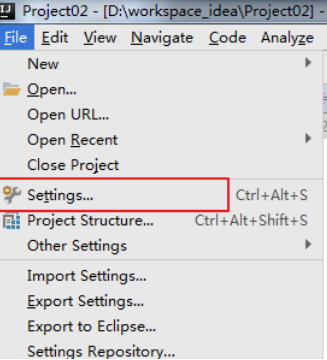 IJ Project02 - [D:\workspace_idea\Project02] -
File Edit View Navigate Code Analyze
New
Open...
Open URL...
Open Recent
Close Project
Settings... Ctrl+Alt+S
Project Structure... Ctrl+Alt+Shift+S
Other Settings
Import Settings...
Export Settings...
Export to Eclipse...
Settings Repository...